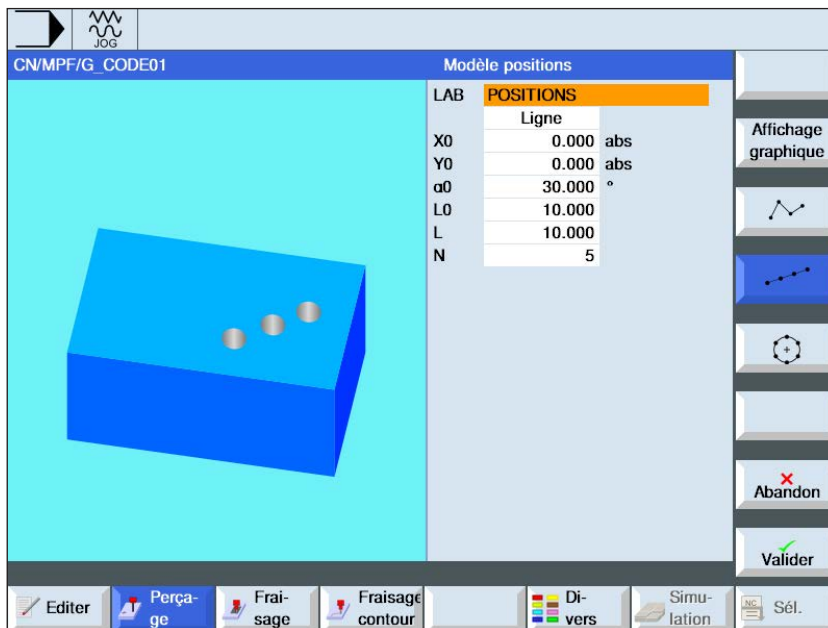 JOG
CN/MPF/G_CODE01
Modèle positions
LAB POSITIONS
Ligne
X0 0.000 abs
Y0 0.000 abs
α0 30.000 °
L0 10.000
L 10.000
N 5
Affichage
graphique
Abandon
Valider
Editer
Perça-
ge
Frai-
sage
Fraisage
contour
Di-
vers
Simu-
lation
NC
Sél.